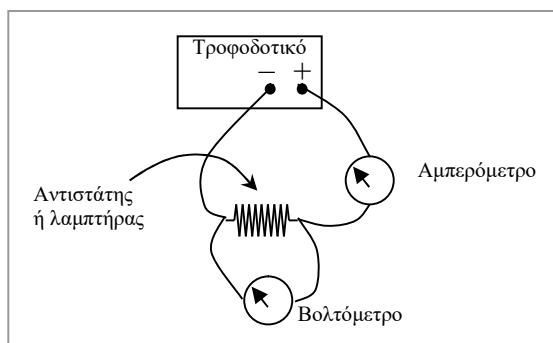 Τροφοδοτικό
− +
Αμπερόμετρο
Αντιστάτης
ή λαμπτήρας
Βολτόμετρο